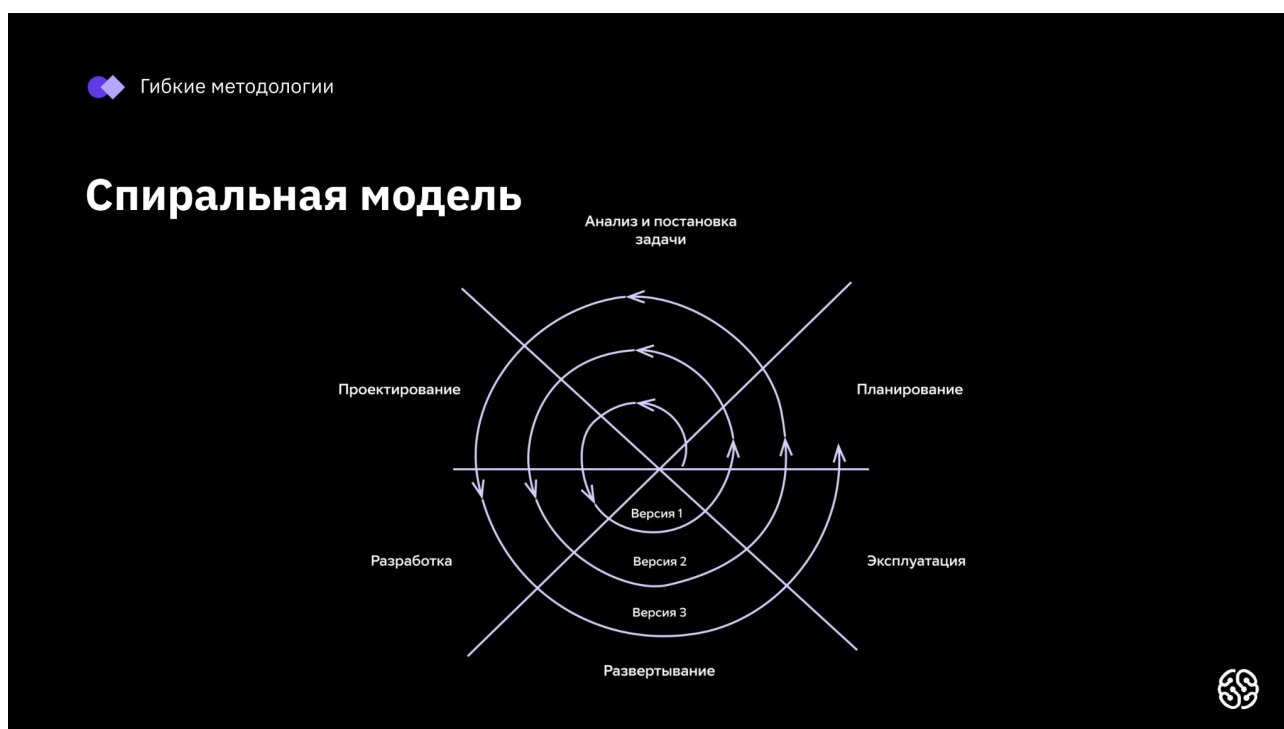 Гибкие методологии
Спиральная модель
Анализ и постановка
задачи
Проектирование
Планирование
Версия 1
Разработка
Версия 2
Эксплуатация
Версия 3
Развертывание